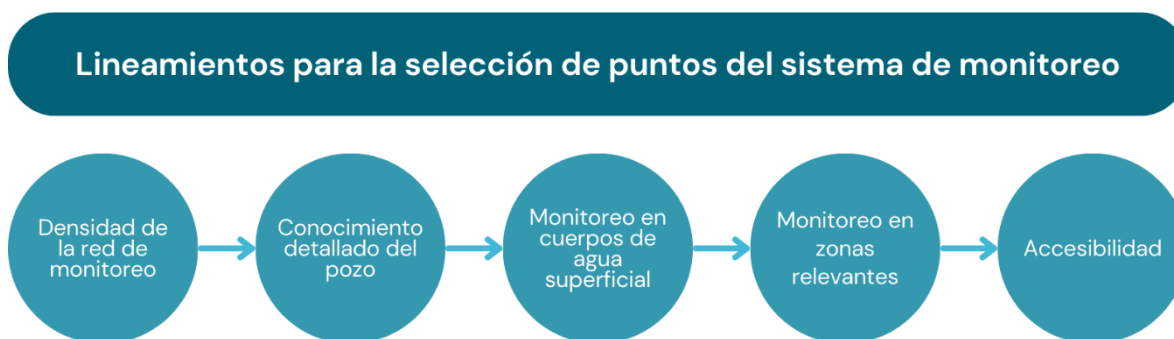 Lineamientos para la selección de puntos del sistema de monitoreo
Densidad de
la red de
monitoreo
Conocimiento
detallado del
pozo
Monitoreo en
cuerpos de
agua
superficial
Monitoreo en
zonas
relevantes
Accesibilidad